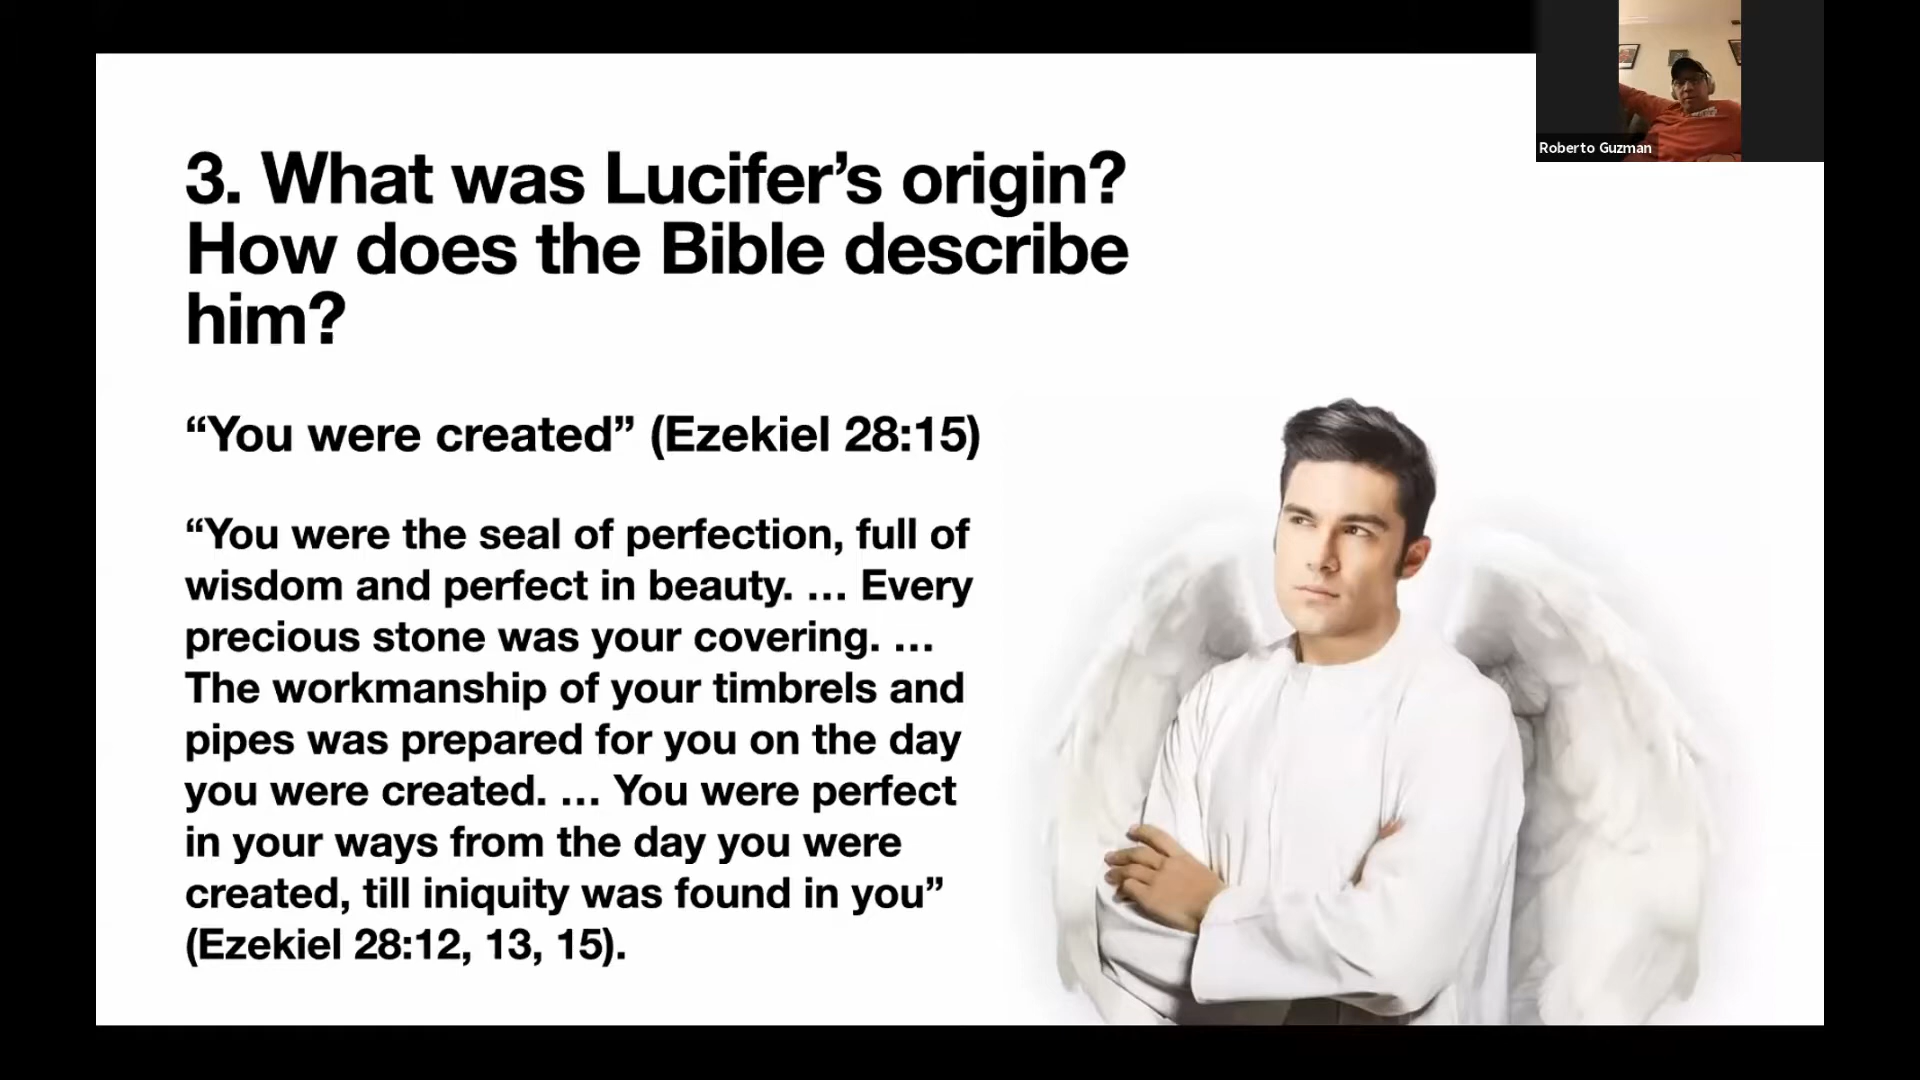 Roberto Guzman
3. What was Lucifer’s origin?
How does the Bible describe
him?
“You were created” (Ezekiel 28:15)
“You were the seal of perfection, full of
wisdom and perfect in beauty. … Every
precious stone was your covering. …
The workmanship of your timbrels and
pipes was prepared for you on the day
you were created. … You were perfect
in your ways from the day you were
created, till iniquity was found in you”
(Ezekiel 28:12, 13, 15).